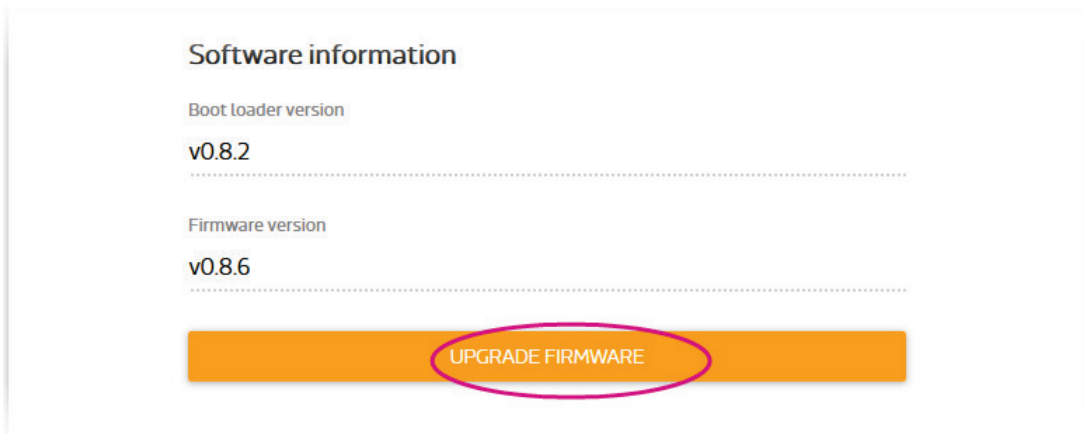 Software information
Boot loader version
v0.8.2
Firmware version
v0.8.6
UPGRADE FIRMWARE